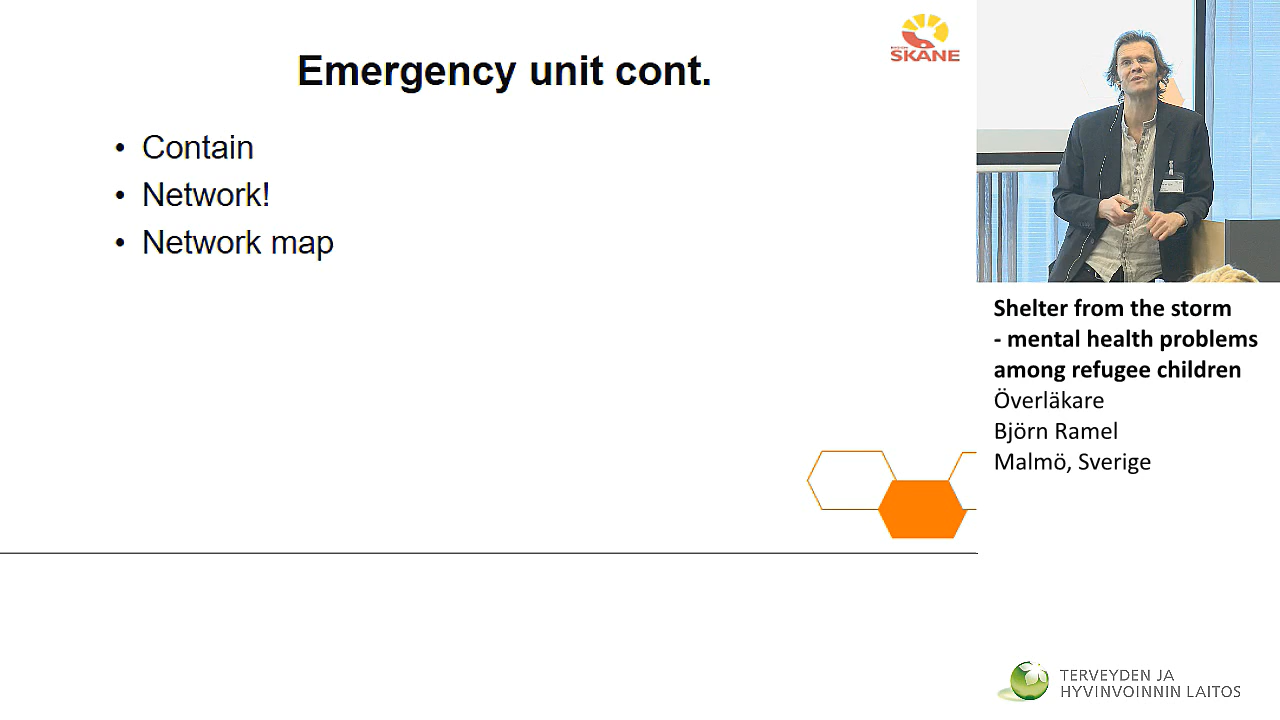 Emergency unit cont.
• Contain
• Network!
• Network map
SKANE
Shelter from the storm
- mental health problems
among refugee children
Överläkare
Björn Ramel
Malmö, Sverige
TERVEYDEN JA
HYVINVOINNIN LAITOS